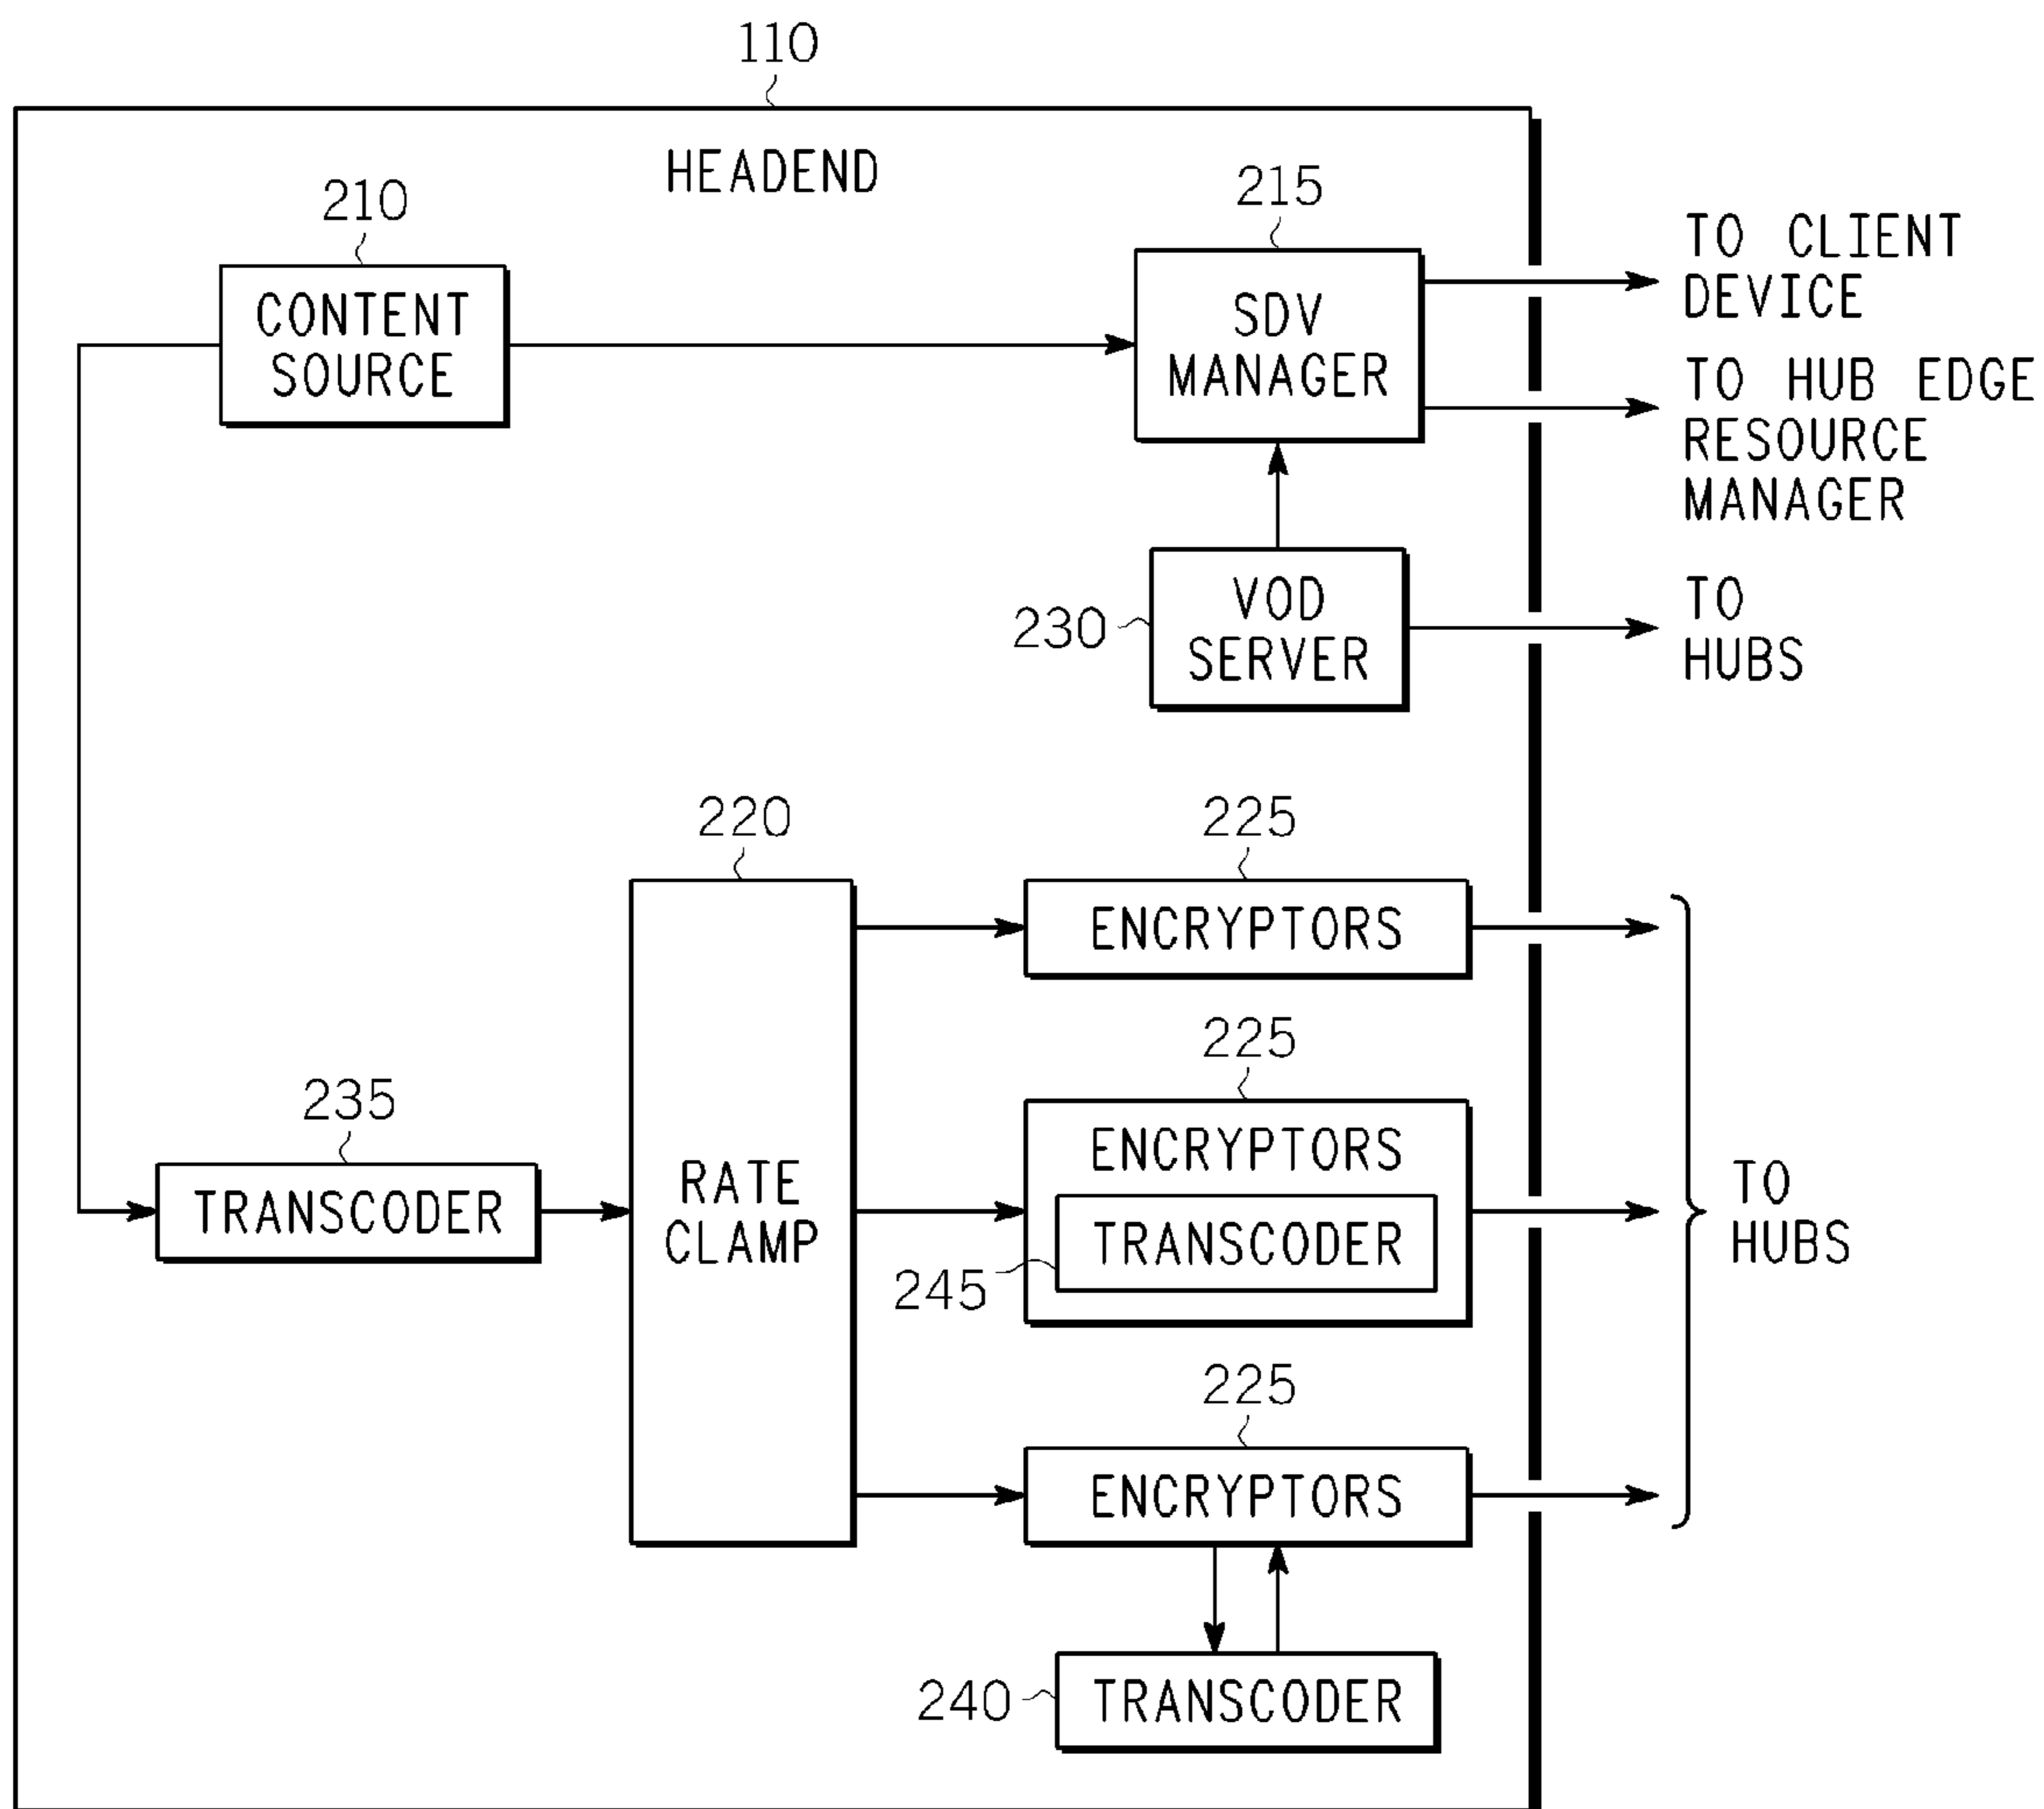 110
HEADEND
210
CONTENT
SOURCE
215
SDV
MANAGER
TO CLIENT
DEVICE
TO HUB EDGE
RESOURCE
MANAGER
230
VOD
SERVER
TO
HUBS
220
RATE
CLAMP
225
ENCRYPTORS
225
ENCRYPTORS
TRANSCODER
245
235
TRANSCODER
TO
HUBS
225
ENCRYPTORS
240
TRANSCODER